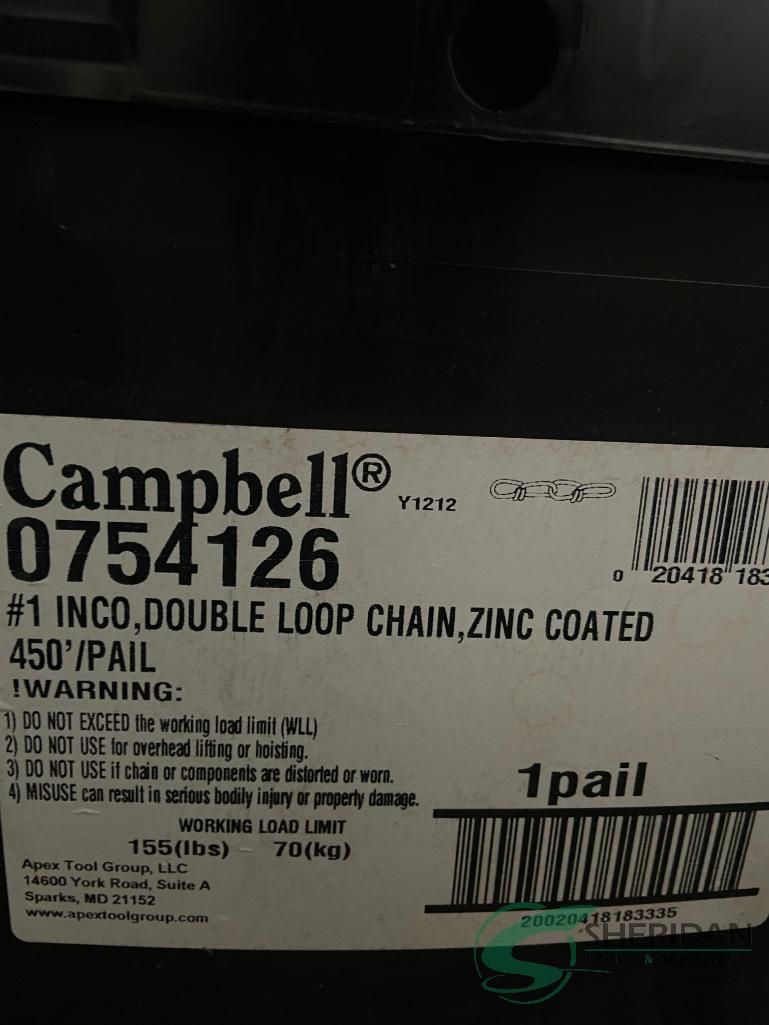 Campbell®
Y1212
0754126
0 20418 183
#1 INCO,DOUBLE LOOP CHAIN,ZINC COATED
450'/PAIL
!WARNING:
1) DO NOT EXCEED the working load limit (WLL)
2) DO NOT USE for overhead lifting or hoisting.
3) DO NOT USE if chain or components are distorted or worn.
4) MISUSE can result in serious bodily injury or property damage.
1pail
WORKING LOAD LIMIT
155(lbs) 70(kg)
Apex Tool Group, LLC
14600 York Road, Suite A
Sparks, MD 21152
www.apextoolgroup.com
20020418183335
SHERIDAN
REALTY & AUCTION CO.